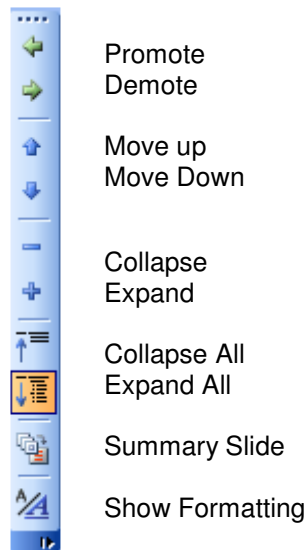 Promote
Demote
Move up
Move Down
Collapse
Expand
Collapse All
Expand All
Summary Slide
Show Formatting